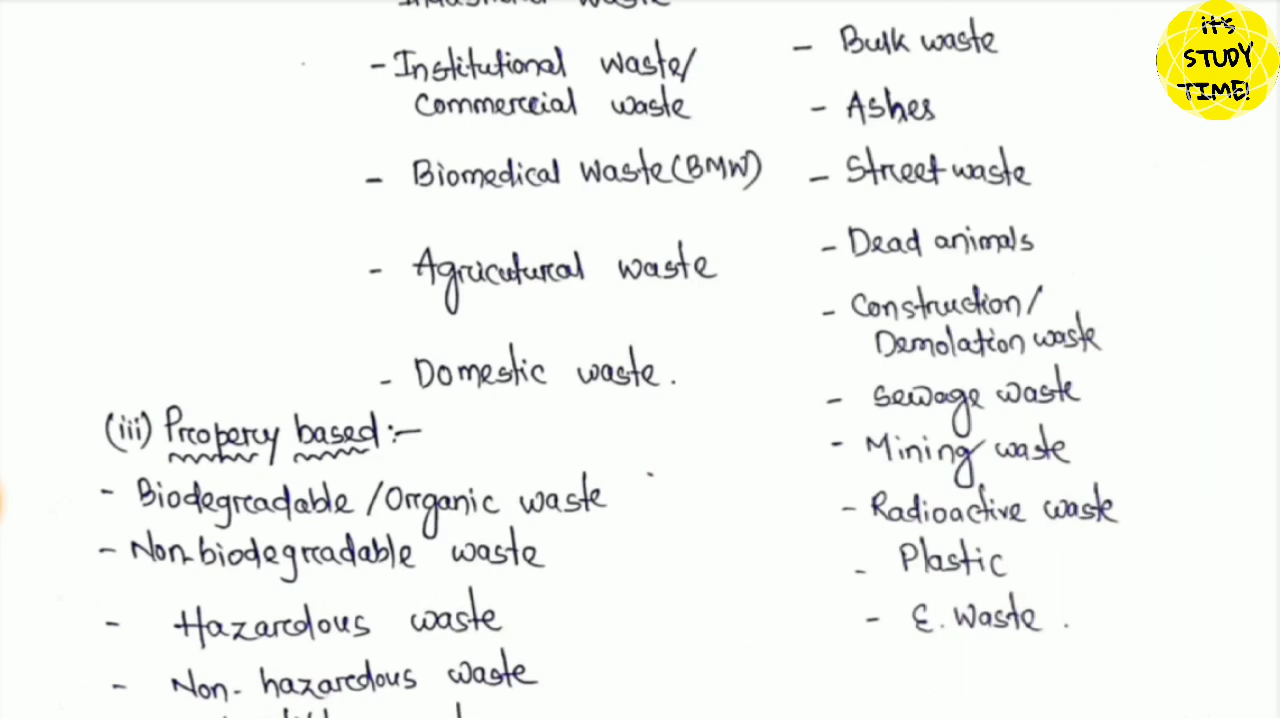 - Institutional waste/
Commercial waste
- Biomedical waste (BMW)
- Agricutural waste
- Domestic waste.
(iii) Propery based :-
- Biodegradable / Organic waste
- Non-biodegradable waste
- Hazardous waste
- Non-hazardous waste
- Bulk waste
- Ashes
- Street waste
- Dead animals
- Construction/
Demolation waste
- Sewage waste
- Mining waste
- Radioactive waste
- Plastic
- E. Waste.
IT'S
STUDY
TIME!